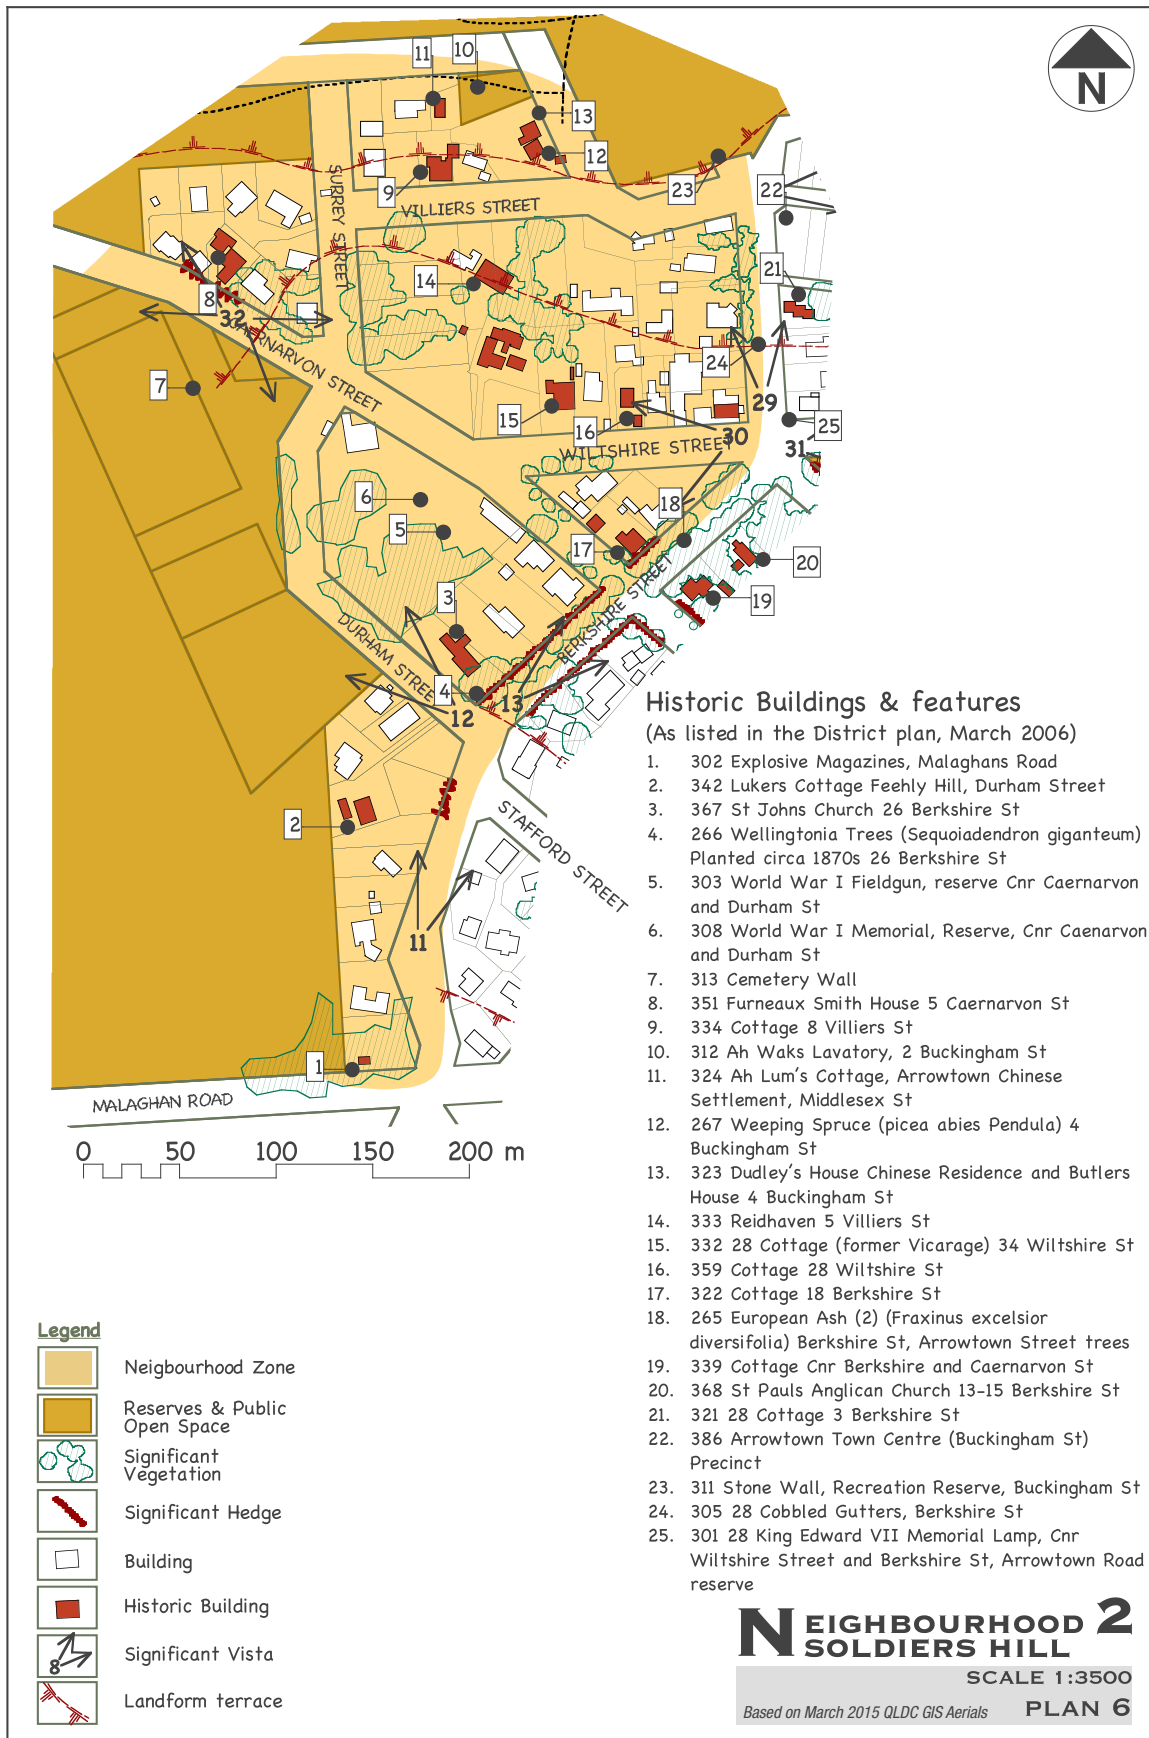 N
11
10
13
12
9
23
22
SURREY STREET
VILLIERS STREET
21
14
8
32
CAERNARVON STREET
7
24
29
15
16
30
25
31
WILTSHIRE STREET
6
5
18
17
20
3
19
BERKSHIRE STREET
DURHAM STREET
4
13
12
2
STAFFORD STREET
11
1
MALAGHAN ROAD
0 50 100 150 200 m
Historic Buildings & features
(As listed in the District plan, March 2006)
1. 302 Explosive Magazines, Malaghans Road
2. 342 Lukers Cottage Feehly Hill, Durham Street
3. 367 St Johns Church 26 Berkshire St
4. 266 Wellingtonia Trees (Sequoiadendron giganteum)
Planted circa 1870s 26 Berkshire St
5. 303 World War I Fieldgun, reserve Cnr Caernarvon
and Durham St
6. 308 World War I Memorial, Reserve, Cnr Caenarvon
and Durham St
7. 313 Cemetery Wall
8. 351 Furneaux Smith House 5 Caernarvon St
9. 334 Cottage 8 Villiers St
10. 312 Ah Waks Lavatory, 2 Buckingham St
11. 324 Ah Lum's Cottage, Arrowtown Chinese
Settlement, Middlesex St
12. 267 Weeping Spruce (picea abies Pendula) 4
Buckingham St
13. 323 Dudley's House Chinese Residence and Butlers
House 4 Buckingham St
14. 333 Reidhaven 5 Villiers St
15. 332 28 Cottage (former Vicarage) 34 Wiltshire St
16. 359 Cottage 28 Wiltshire St
17. 322 Cottage 18 Berkshire St
18. 265 European Ash (2) (Fraxinus excelsior
diversifolia) Berkshire St, Arrowtown Street trees
19. 339 Cottage Cnr Berkshire and Caernarvon St
20. 368 St Pauls Anglican Church 13-15 Berkshire St
21. 321 28 Cottage 3 Berkshire St
22. 386 Arrowtown Town Centre (Buckingham St)
Precinct
23. 311 Stone Wall, Recreation Reserve, Buckingham St
24. 305 28 Cobbled Gutters, Berkshire St
25. 301 28 King Edward VII Memorial Lamp, Cnr
Wiltshire Street and Berkshire St, Arrowtown Road
reserve
Legend
Neigbourhood Zone
Reserves & Public
Open Space
Significant
Vegetation
Significant Hedge
Building
Historic Building
8
Significant Vista
Landform terrace
NEIGHBOURHOOD 2
SOLDIERS HILL
SCALE 1:3500
Based on March 2015 QLDC GIS Aerials PLAN 6